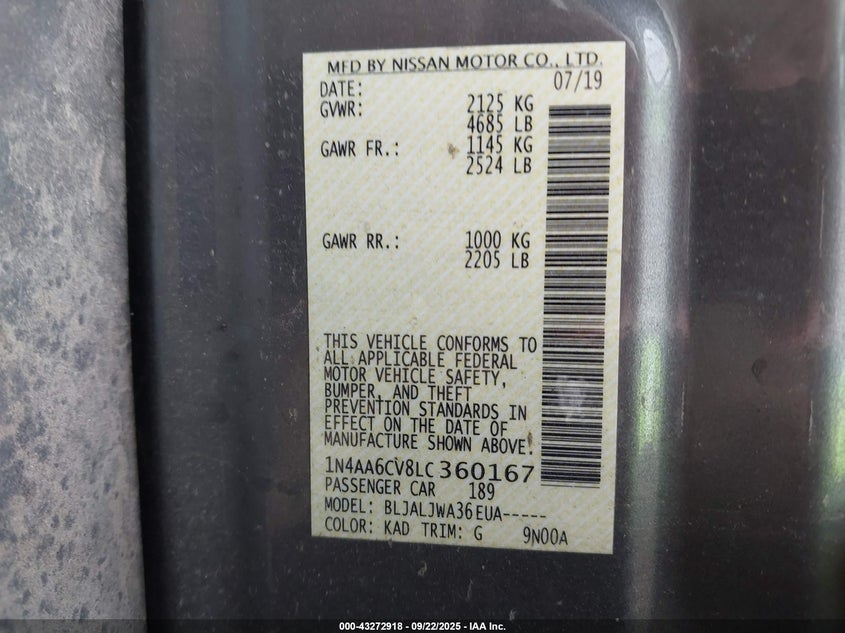 MFD BY NISSAN MOTOR CO., LTD.
DATE: 07/19
GVWR: 2125 KG
4685 LB
GAWR FR.: 1145 KG
2524 LB
GAWR RR.: 1000 KG
2205 LB
THIS VEHICLE CONFORMS TO
ALL APPLICABLE FEDERAL
MOTOR VEHICLE SAFETY,
BUMPER, AND THEFT
PREVENTION STANDARDS IN
EFFECT ON THE DATE OF
MANUFACTURE SHOWN ABOVE.
1N4AA6CV8LC360167
PASSENGER CAR 189
MODEL: BLJALJWA36EUA-----
COLOR: KAD TRIM: G 9N00A
000-43272918 - 09/22/2025 - IAA Inc.